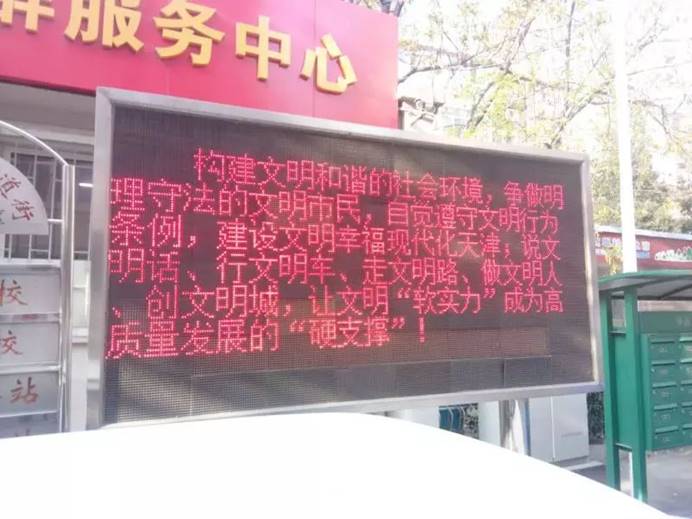 屏服务中心
构建文明和谐的社会环境，争做明
理守法的文明市民，自觉遵守文明行为
条例，建设文明幸福现代化天津；说文
明话、行文明车、走文明路、做文明人
、创文明城，让文明“软实力”成为高
质量发展的“硬支撑”！
道街
校
校
站